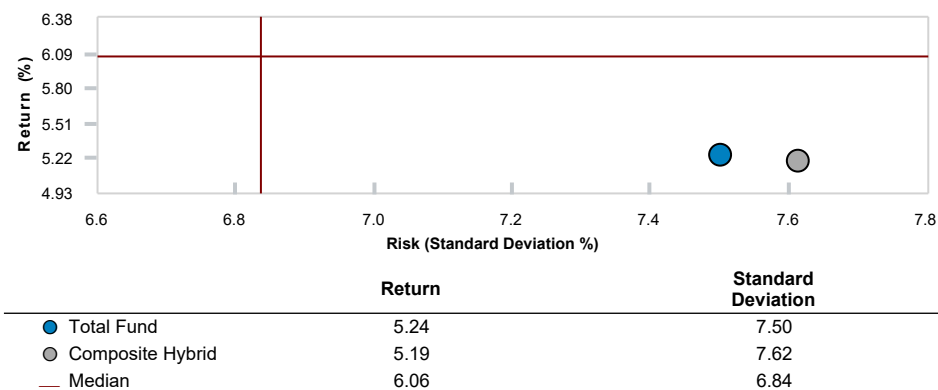 6.38
6.09
5.80
5.51
5.22
4.93
Return (%)
6.6 6.8 7.0 7.2 7.4 7.6 7.8
Risk (Standard Deviation %)
Return Standard Deviation
Total Fund 5.24 7.50
Composite Hybrid 5.19 7.62
Median 6.06 6.84